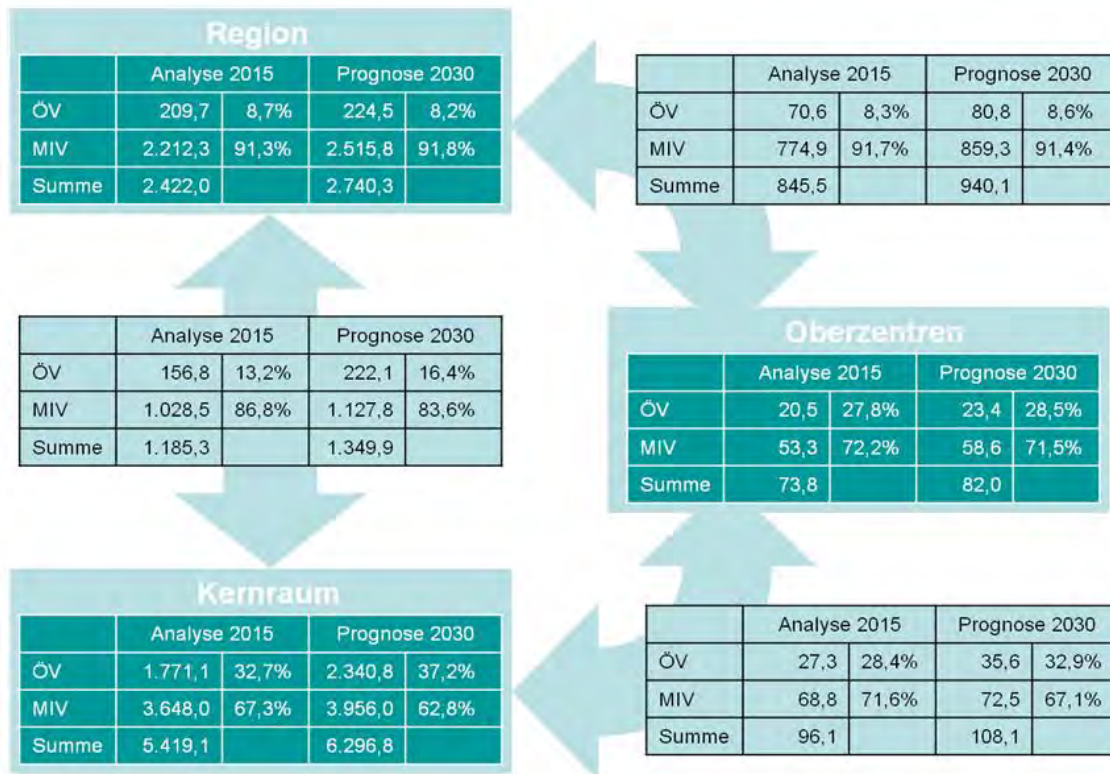 Region
Analyse 2015 Prognose 2030
ÖV 209,7 8,7% 224,5 8,2%
MIV 2.212,3 91,3% 2.515,8 91,8%
Summe 2.422,0 2.740,3
Analyse 2015 Prognose 2030
ÖV 70,6 8,3% 80,8 8,6%
MIV 774,9 91,7% 859,3 91,4%
Summe 845,5 940,1
Analyse 2015 Prognose 2030
ÖV 156,8 13,2% 222,1 16,4%
MIV 1.028,5 86,8% 1.127,8 83,6%
Summe 1.185,3 1.349,9
Oberzentren
Analyse 2015 Prognose 2030
ÖV 20,5 27,8% 23,4 28,5%
MIV 53,3 72,2% 58,6 71,5%
Summe 73,8 82,0
Kernraum
Analyse 2015 Prognose 2030
ÖV 1.771,1 32,7% 2.340,8 37,2%
MIV 3.648,0 67,3% 3.956,0 62,8%
Summe 5.419,1 6.296,8
Analyse 2015 Prognose 2030
ÖV 27,3 28,4% 35,6 32,9%
MIV 68,8 71,6% 72,5 67,1%
Summe 96,1 108,1